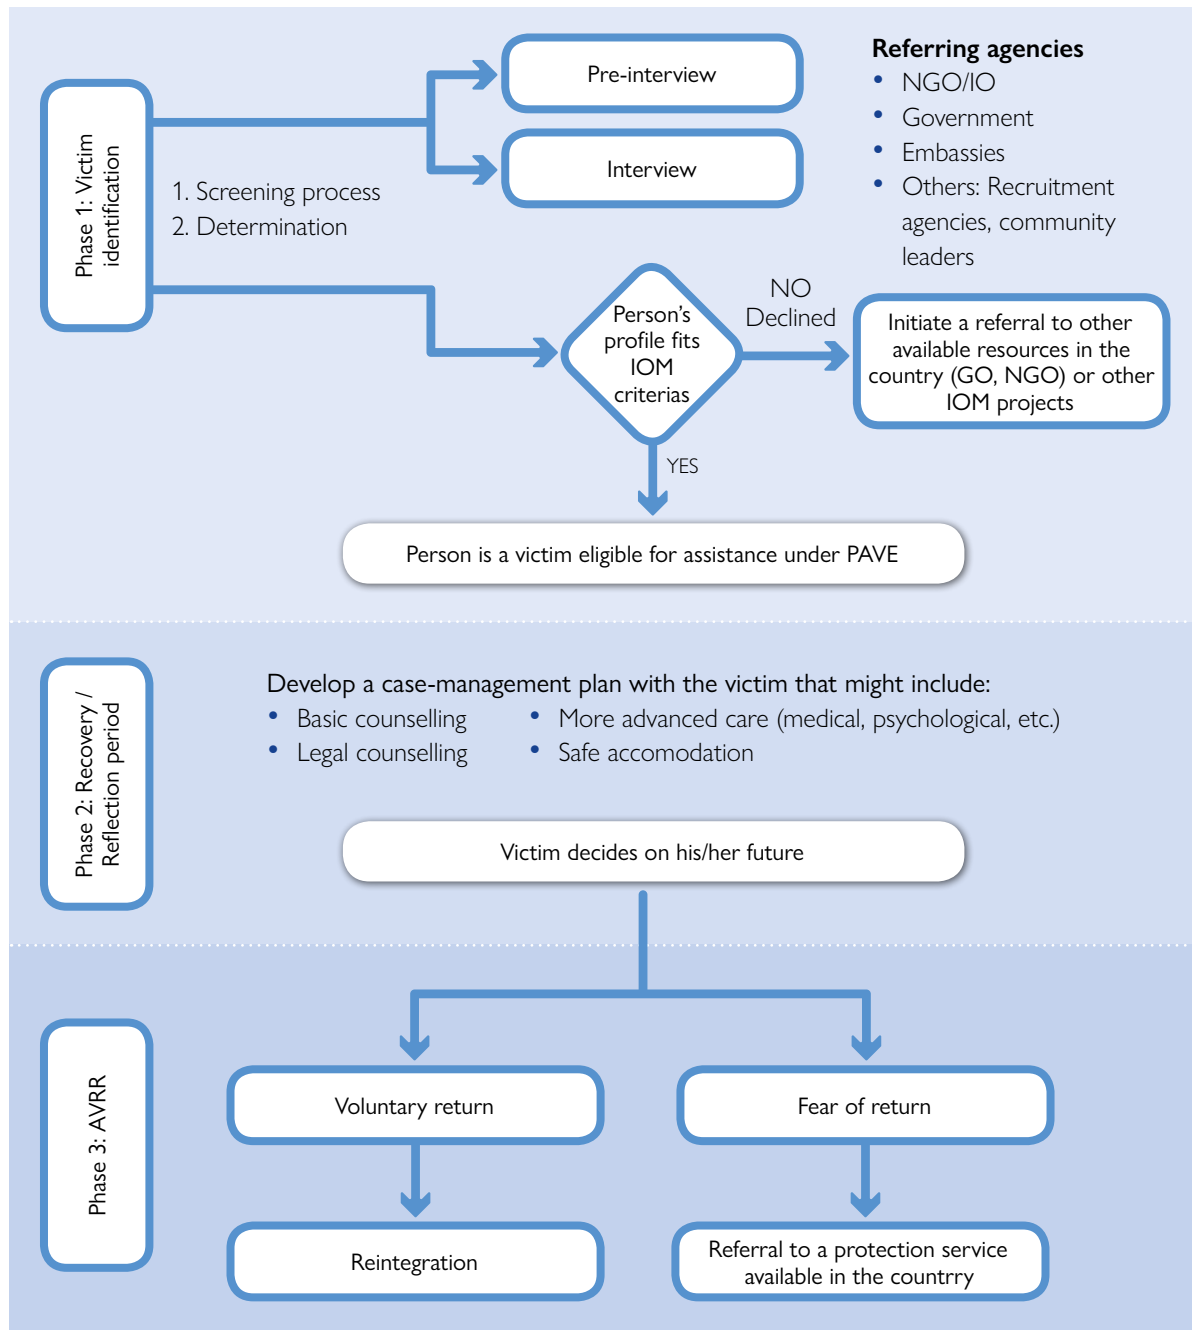 Phase 1: Victim
identification
Pre-interview
Interview
1. Screening process
2. Determination
Referring agencies
• NGO/IO
• Government
• Embassies
• Others: Recruitment
agencies, community
leaders
Person's
profile fits
IOM
criterias
NO
Declined
Initiate a referral to other
available resources in the
country (GO, NGO) or other
IOM projects
YES
Person is a victim eligible for assistance under PAVE
Phase 2: Recovery /
Reflection period
Develop a case-management plan with the victim that might include:
• Basic counselling
• Legal counselling
• More advanced care (medical, psychological, etc.)
• Safe accomodation
Victim decides on his/her future
Phase 3: AVRR
Voluntary return
Fear of return
Reintegration
Referral to a protection service
available in the countrry